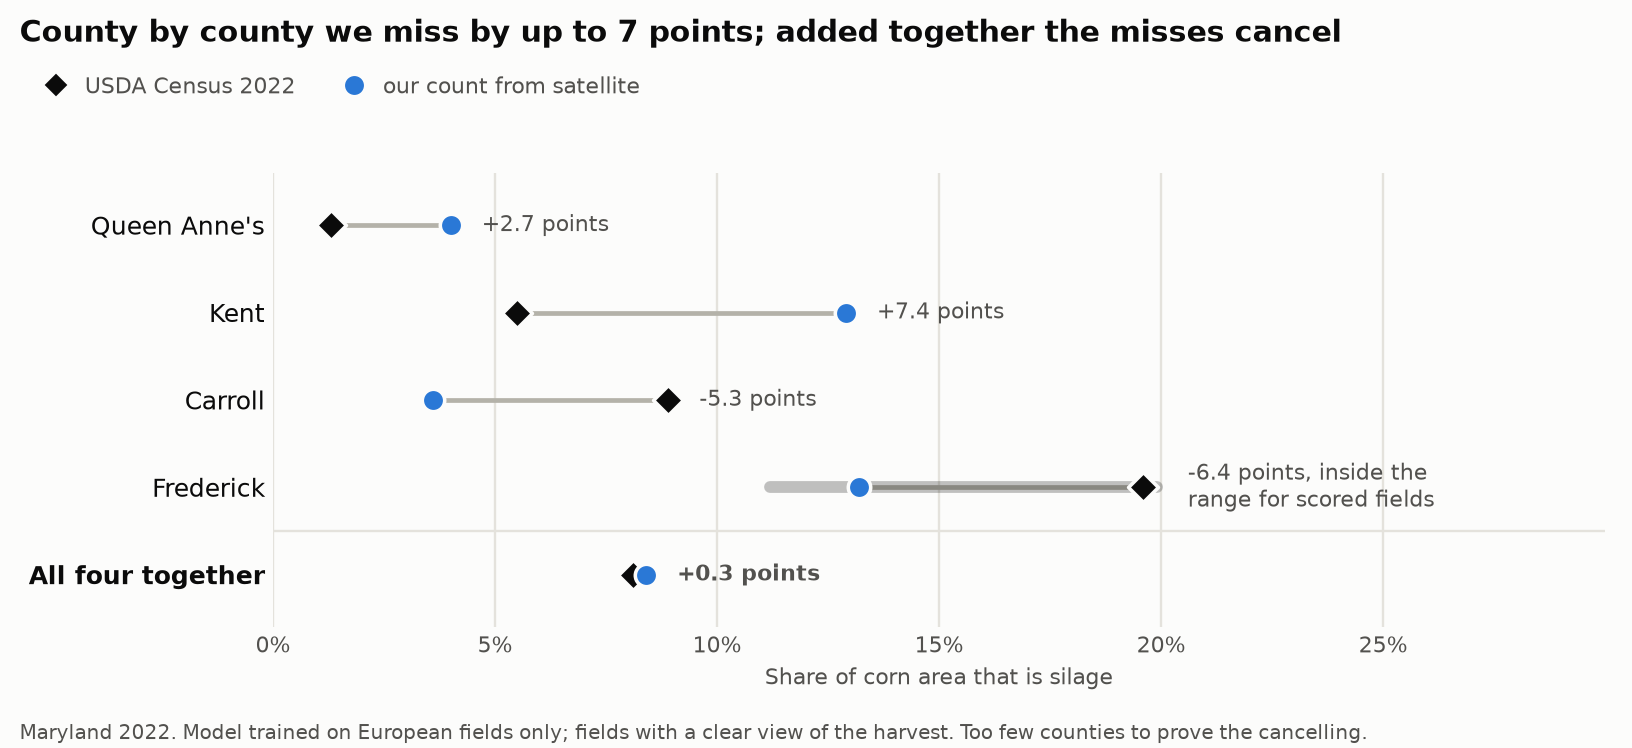 County by county we miss by up to 7 points; added together the misses cancel
USDA Census 2022
our count from satellite
Queen Anne's
+2.7 points
Kent
+7.4 points
Carroll
-5.3 points
Frederick
-6.4 points, inside the
range for scored fields
All four together
+0.3 points
0%
5%
10%
15%
20%
25%
Share of corn area that is silage
Maryland 2022. Model trained on European fields only; fields with a clear view of the harvest. Too few counties to prove the cancelling.